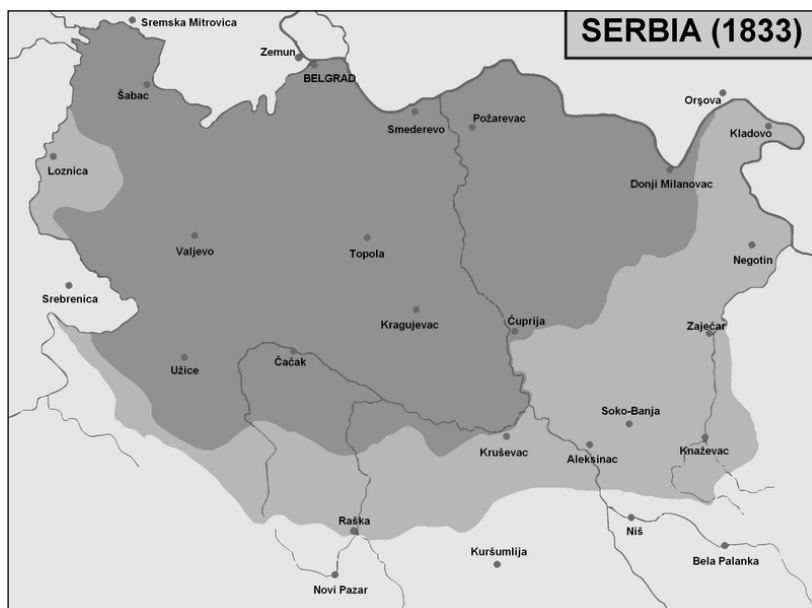 SERBIA (1833)
Sremska Mitrovica
Zemun
BELGRAD
Šabac
Smederevo
Požarevac
Orşova
Kladovo
Loznica
Donji Milanovac
Valjevo
Topola
Negotin
Srebrenica
Kragujevac
Ćuprija
Zaječar
Užice
Čačak
Soko-Banja
Kruševac
Aleksinac
Knaževac
Raška
Niš
Kuršumlija
Bela Palanka
Novi Pazar